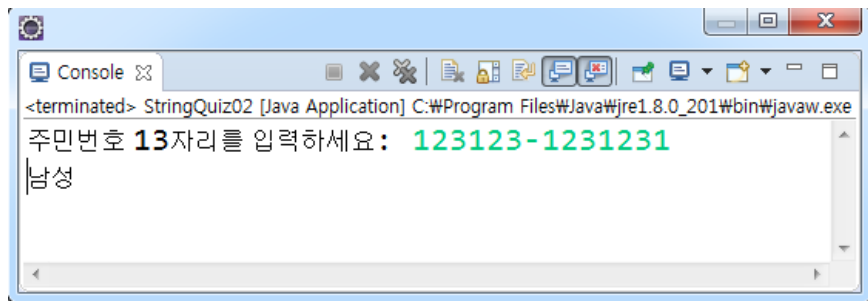 Console
<terminated> StringQuiz02 [Java Application] C:₩Program Files₩Java₩jre1.8.0_201₩bin₩javaw.exe
주민번호 13자리를 입력하세요: 123123-1231231
남성